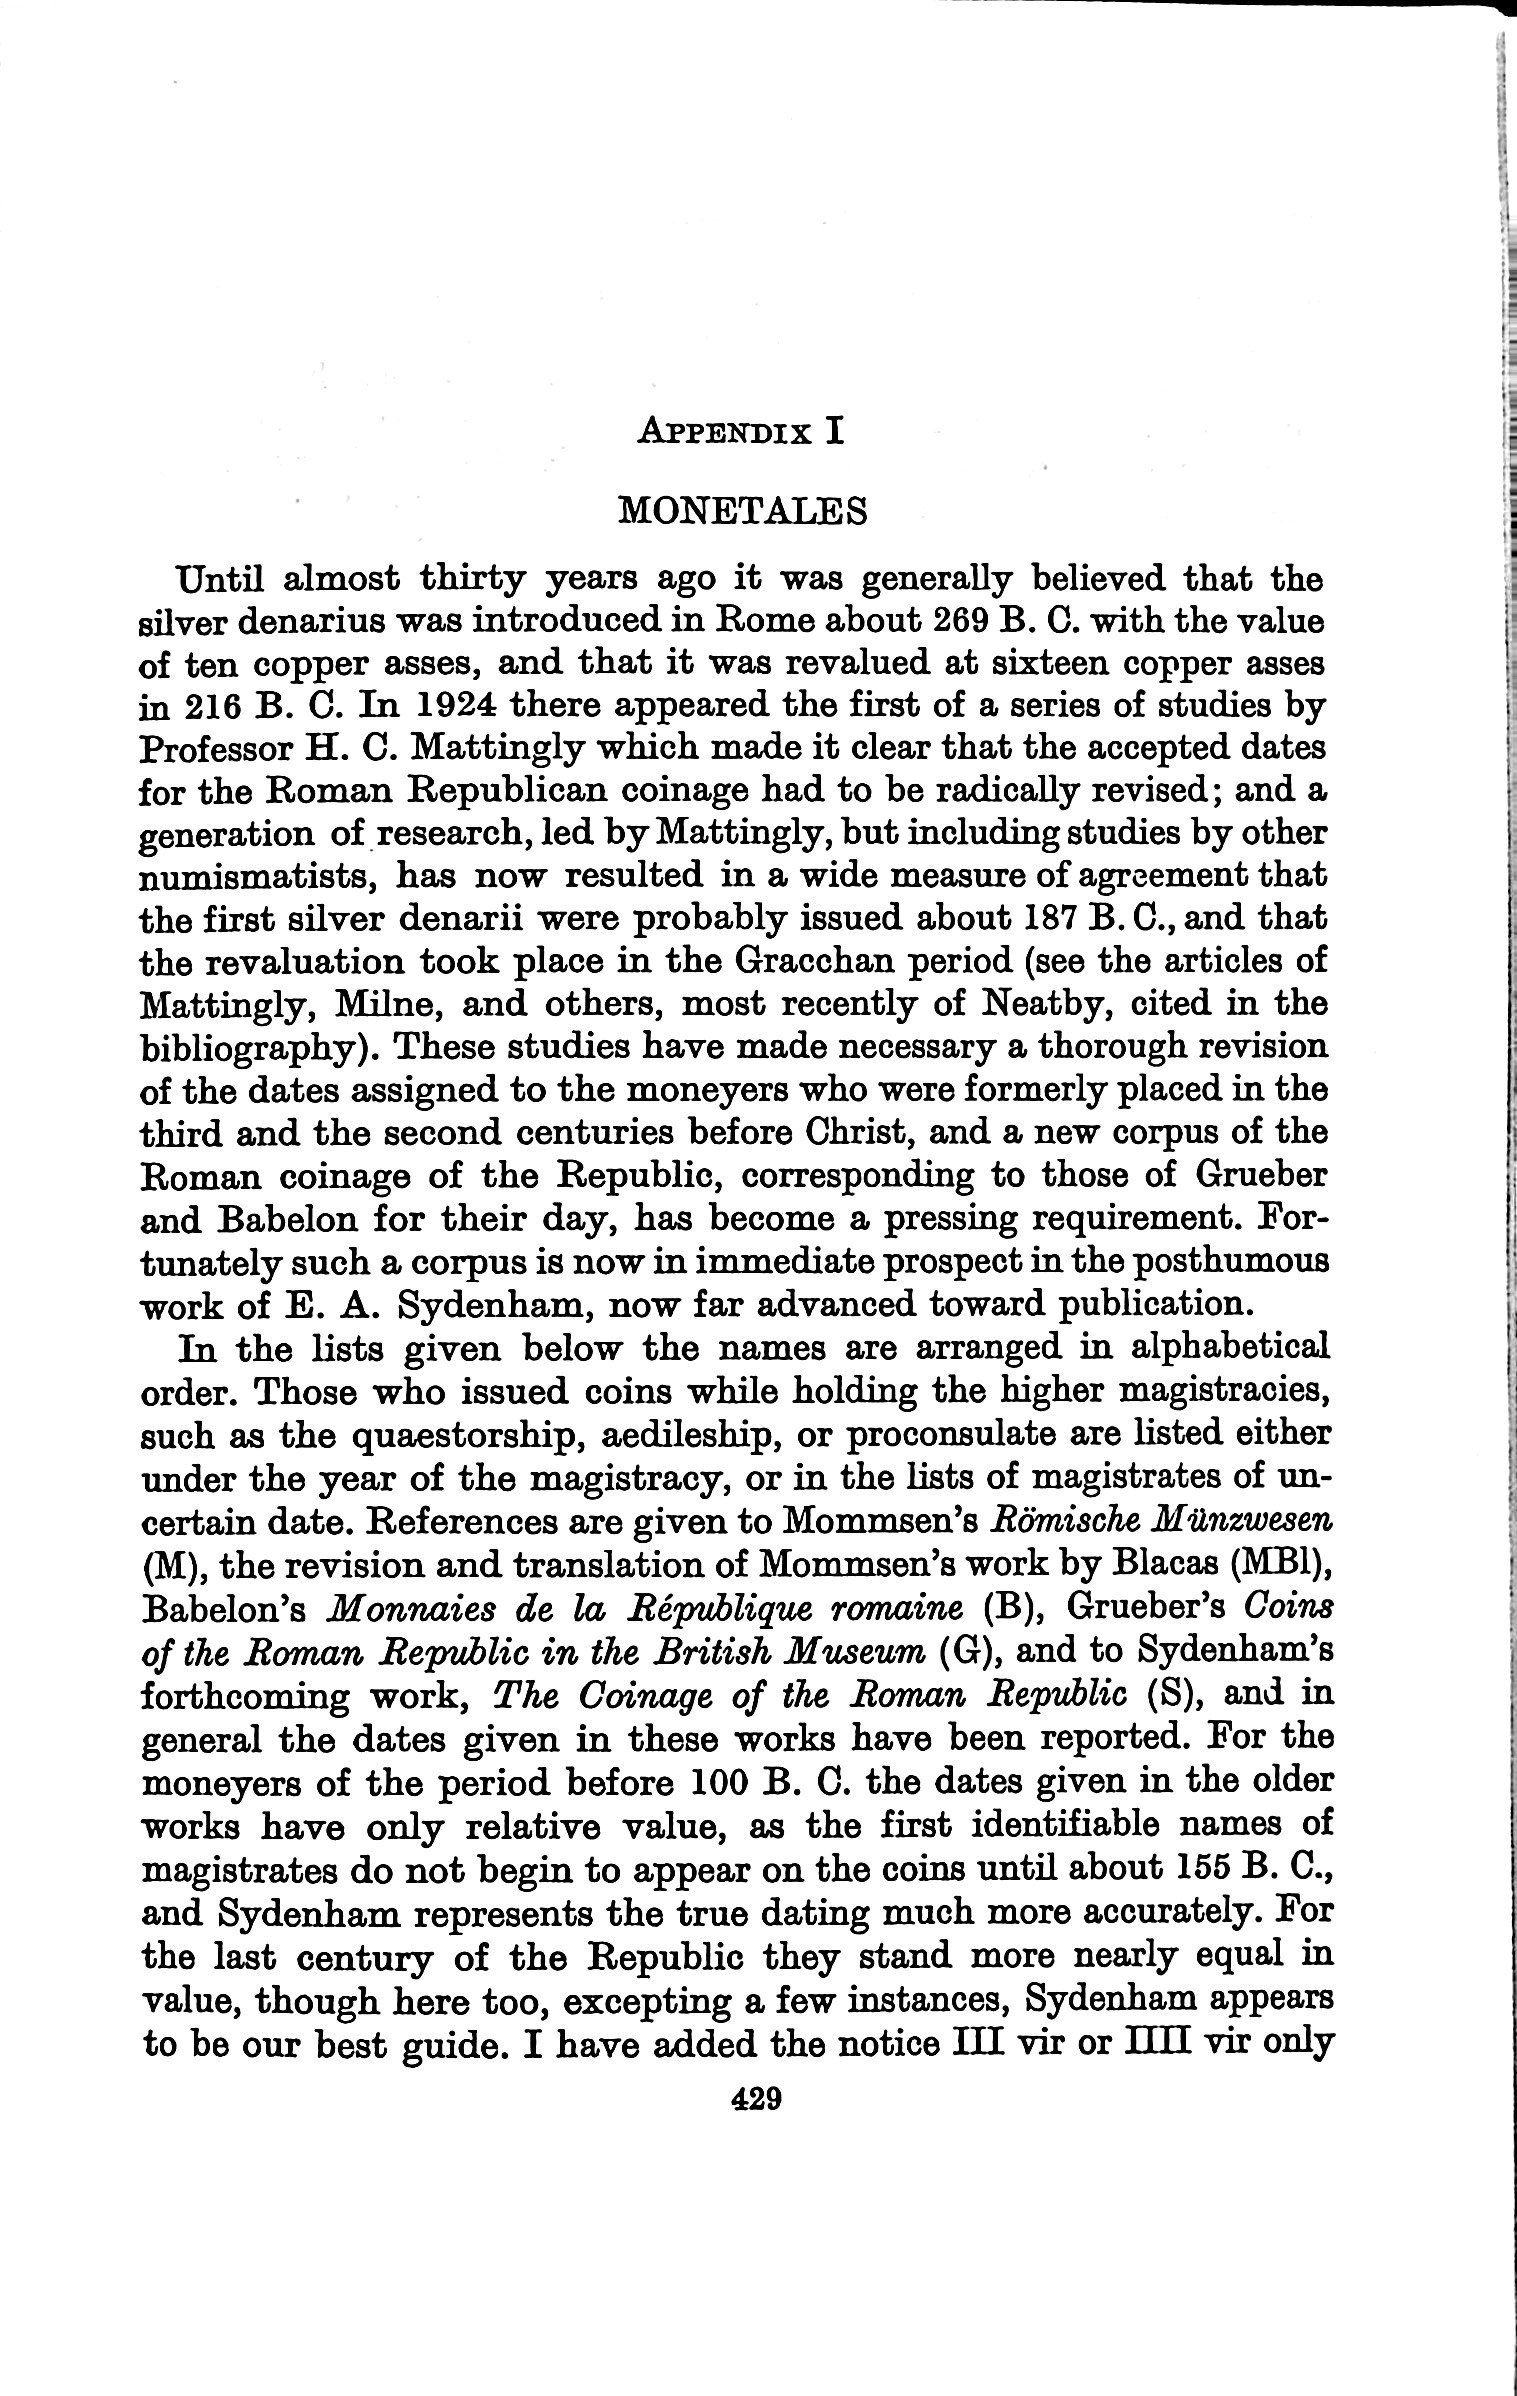 APPENDIX I
MONETALES
Until almost thirty years ago it was generally believed that the
silver denarius was introduced in Rome about 269 B. C. with the value
of ten copper asses, and that it was revalued at sixteen copper asses
in 216 B. C. In 1924 there appeared the first of a series of studies by
Professor H. C. Mattingly which made it clear that the accepted dates
for the Roman Republican coinage had to be radically revised; and a
generation of research, led by Mattingly, but including studies by other
numismatists, has now resulted in a wide measure of agreement that
the first silver denarii were probably issued about 187 B. C., and that
the revaluation took place in the Gracchan period (see the articles of
Mattingly, Milne, and others, most recently of Neatby, cited in the
bibliography). These studies have made necessary a thorough revision
of the dates assigned to the moneyers who were formerly placed in the
third and the second centuries before Christ, and a new corpus of the
Roman coinage of the Republic, corresponding to those of Grueber
and Babelon for their day, has become a pressing requirement. For-
tunately such a corpus is now in immediate prospect in the posthumous
work of E. A. Sydenham, now far advanced toward publication.
In the lists given below the names are arranged in alphabetical
order. Those who issued coins while holding the higher magistracies,
such as the quaestorship, aedileship, or proconsulate are listed either
under the year of the magistracy, or in the lists of magistrates of un-
certain date. References are given to Mommsen's Römische Münzwesen
(M), the revision and translation of Mommsen's work by Blacas (MBl),
Babelon's Monnaies de la République romaine (B), Grueber's Coins
of the Roman Republic in the British Museum (G), and to Sydenham's
forthcoming work, The Coinage of the Roman Republic (S), and in
general the dates given in these works have been reported. For the
moneyers of the period before 100 B. C. the dates given in the older
works have only relative value, as the first identifiable names of
magistrates do not begin to appear on the coins until about 155 B. C.,
and Sydenham represents the true dating much more accurately. For
the last century of the Republic they stand more nearly equal in
value, though here too, excepting a few instances, Sydenham appears
to be our best guide. I have added the notice III vir or IIII vir only
429